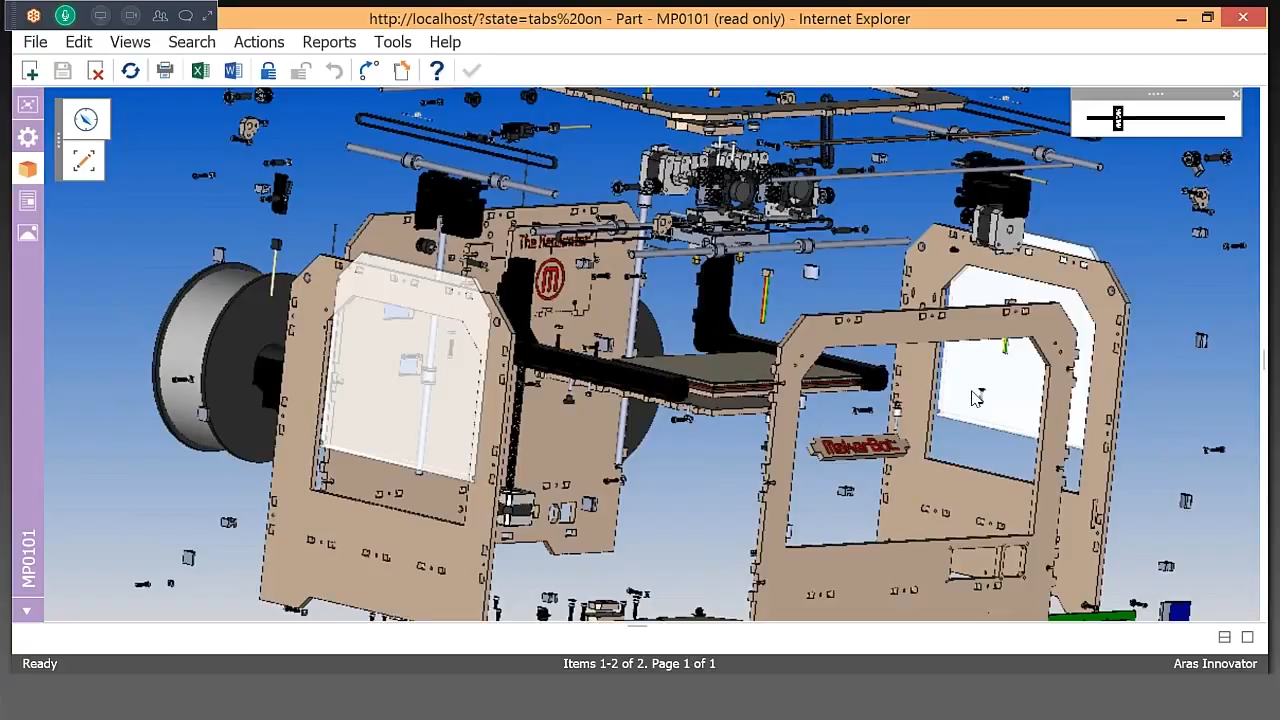 http://localhost/?state=tabs%20on - Part - MP0101 (read only) - Internet Explorer
File Edit Views Search Actions Reports Tools Help
The Replicator
MakerBot
MP0101
Ready Items 1-2 of 2. Page 1 of 1 Aras Innovator